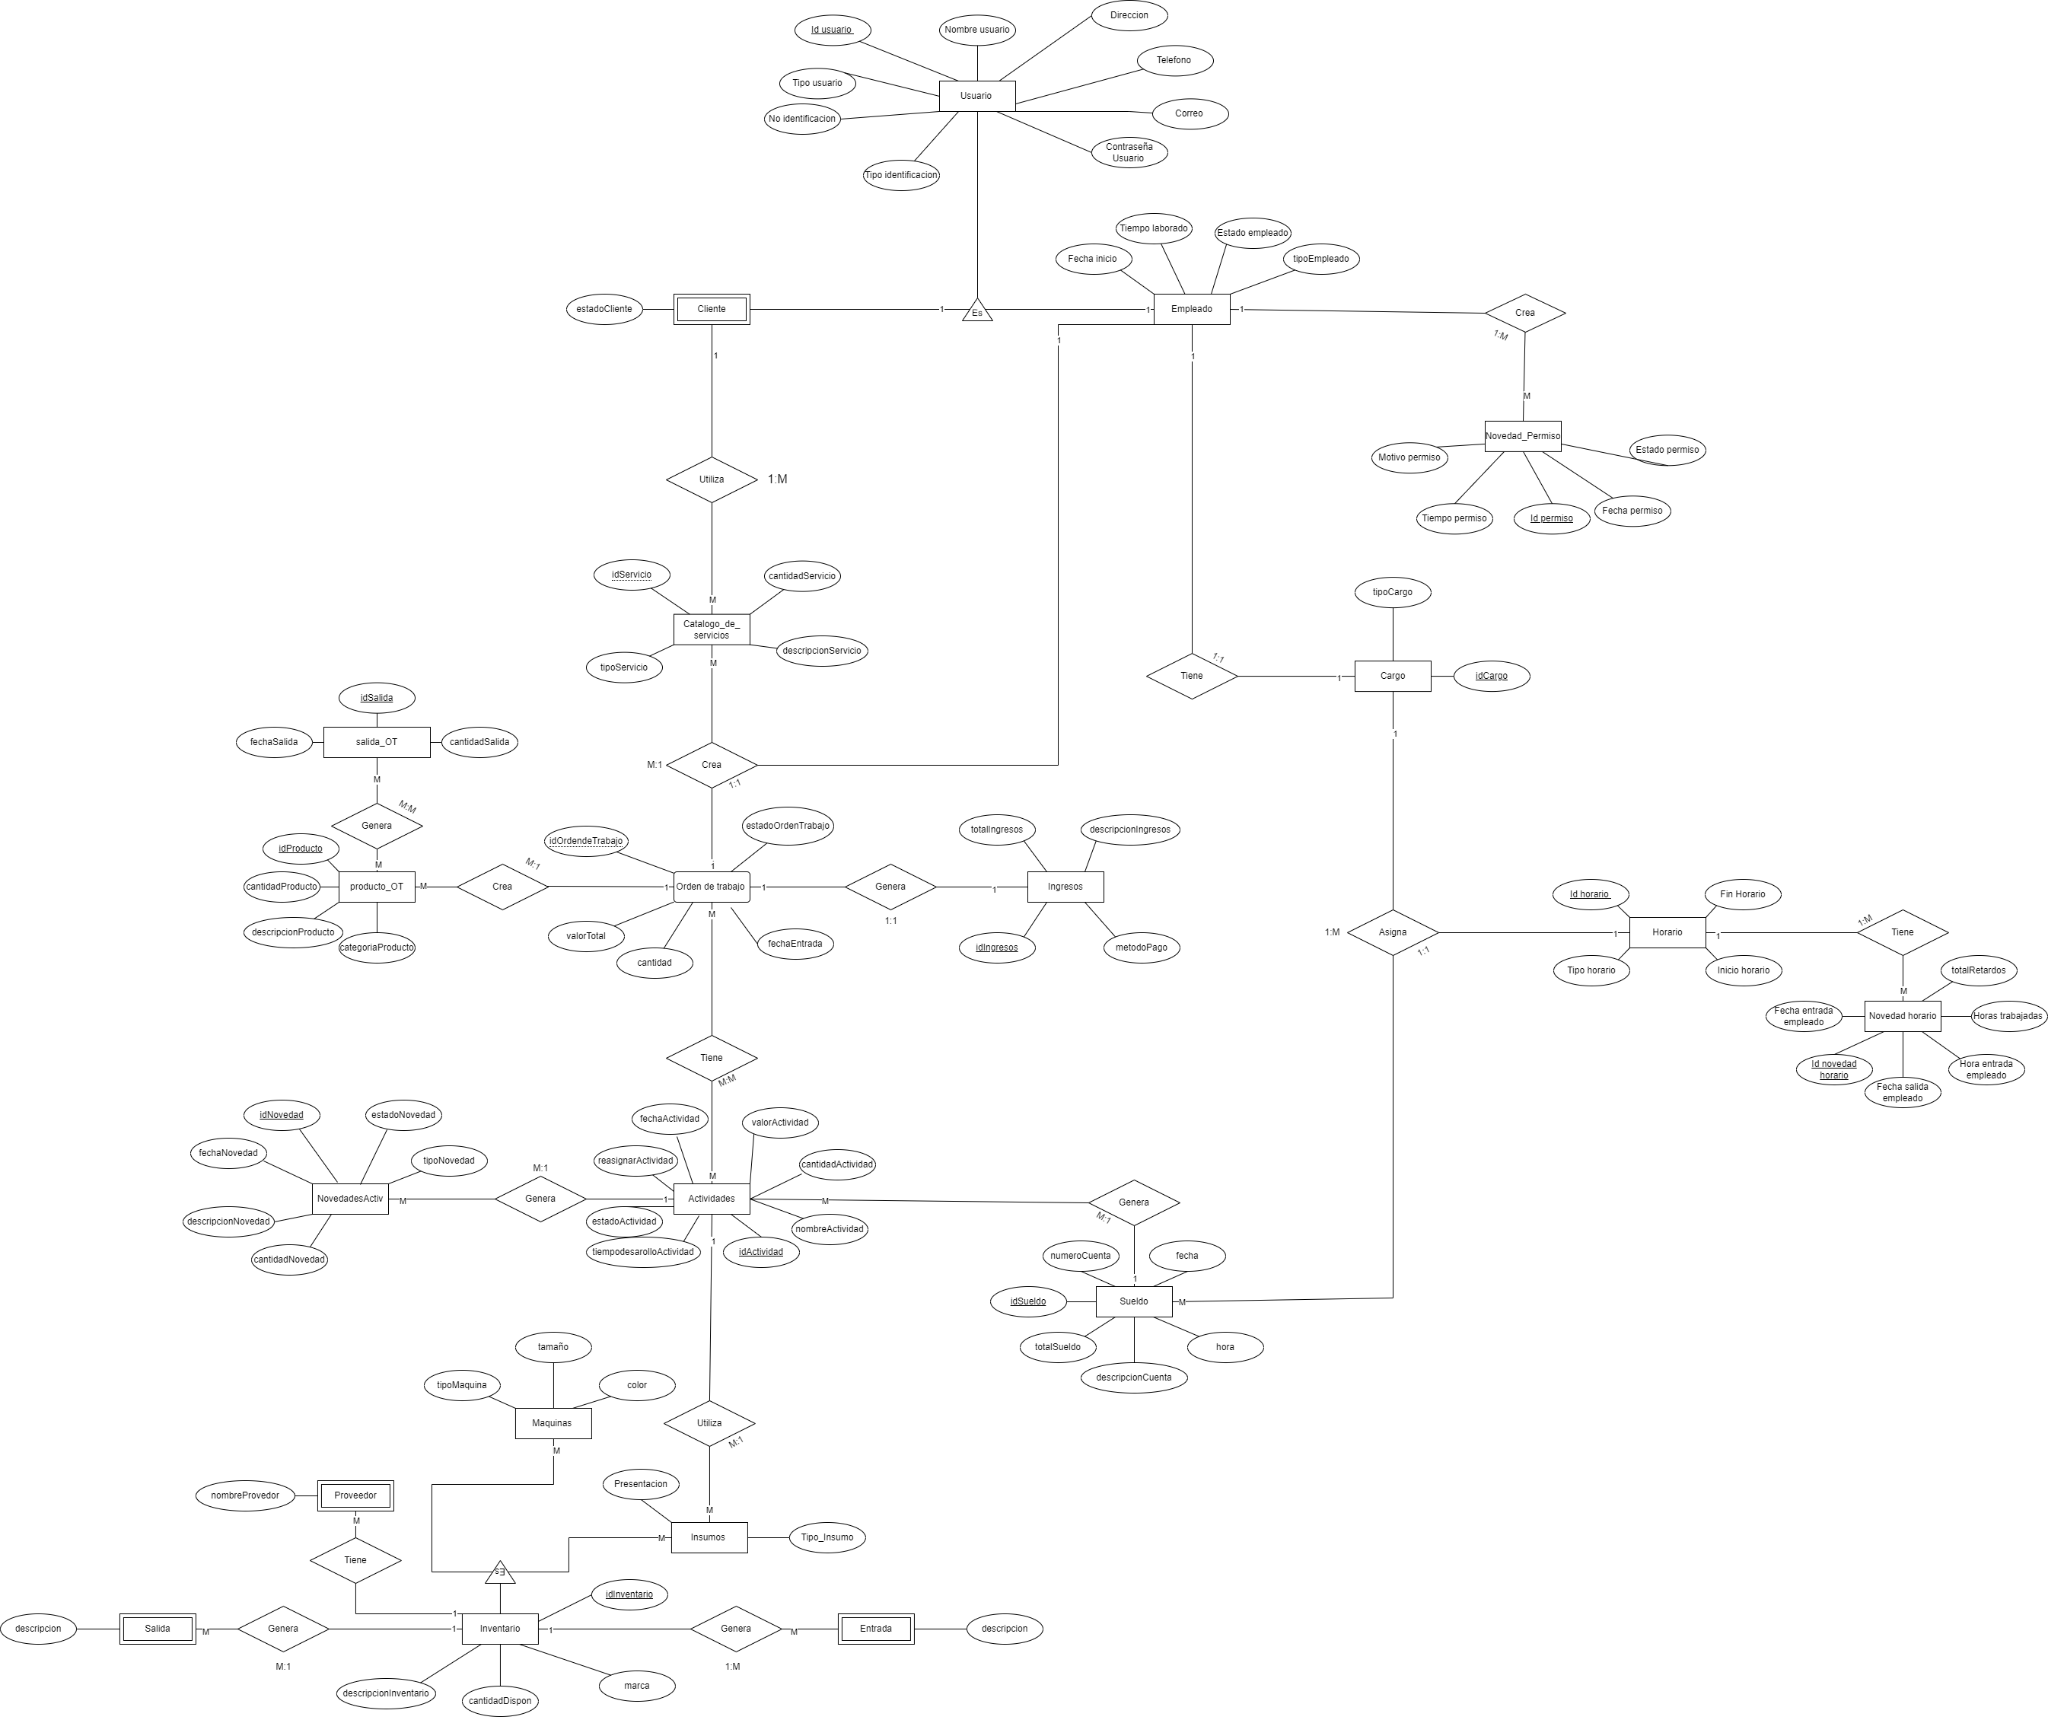 Direccion
Id usuario
Nombre usuario
Telefono
Tipo usuario
Usuario
No identificacion
Correo
Contraseña
Usuario
Tipo identificacion
Tiempo laborado
Estado empleado
Fecha inicio
tipoEmpleado
estadoCliente
Cliente
1
Es
1
Empleado
1
Crea
1:M
1
1
1
M
Novedad_Permiso
Motivo permiso
Estado permiso
Tiempo permiso
Id permiso
Fecha permiso
Utiliza
1:M
idServicio
cantidadServicio
M
Catalogo_de_
servicios
tipoServicio
descripcionServicio
M
tipoCargo
1:1
Tiene
1
Cargo
idCargo
1
idSalida
fechaSalida
salida_OT
cantidadSalida
M
M:M
Genera
M
M:1
Crea
1:1
idProducto
cantidadProducto
producto_OT
M
descripcionProducto
categoriaProducto
M:1
Crea
1
idOrdendeTrabajo
estadoOrdenTrabajo
1
Orden de trabajo
1
valorTotal
cantidad
fechaEntrada
M
Genera
1:1
1
totalIngresos
descripcionIngresos
Ingresos
idIngresos
metodoPago
1:M
Asigna
1:1
1
Id horario
Fin Horario
Horario
1
Tipo horario
Inicio horario
1:M
Tiene
M
totalRetardos
Fecha entrada
empleado
Novedad horario
Horas trabajadas
Id novedad
horario
Fecha salida
empleado
Hora entrada
empleado
Tiene
M:M
M
idNovedad
estadoNovedad
fechaNovedad
tipoNovedad
NovedadesActiv
M
descripcionNovedad
cantidadNovedad
M:1
Genera
1
fechaActividad
valorActividad
reasignarActividad
cantidadActividad
Actividades
M
estadoActividad
nombreActividad
tiempodesarolloActividad
idActividad
1
Genera
M:1
1
numeroCuenta
fecha
idSueldo
Sueldo
M
totalSueldo
hora
descripcionCuenta
tamaño
tipoMaquina
color
Maquinas
M
Utiliza
M:1
M
Presentacion
M
Insumos
Tipo_Insumo
nombreProvedor
Proveedor
M
Tiene
1
Es
idInventario
descripcion
Salida
M
Genera
M:1
1
Inventario
1
Genera
1:M
M
Entrada
descripcion
descripcionInventario
cantidadDispon
marca